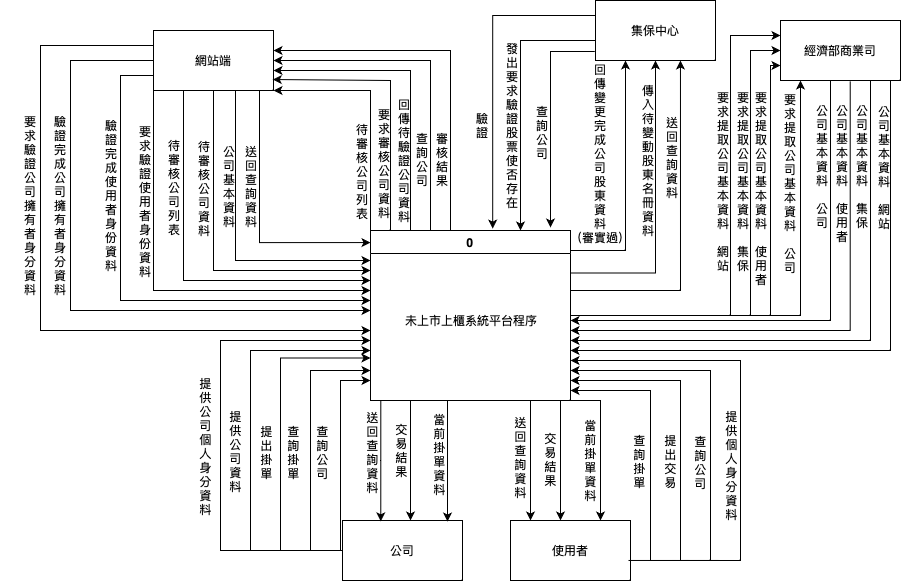 網站端
集保中心
經濟部商業司
要求驗證公司擁有者身分資料
驗證完成公司擁有者身分資料
驗證完成使用者身份資料
要求驗證使用者身份資料
待審核公司列表
待審核公司資料
公司基本資料
送回查詢資料
待審核公司列表
要求審核公司資料
回傳待驗證公司資料
查詢公司
審核結果
驗證
發出要求驗證股票使否存在
查詢公司
回傳變更完成公司股東資料
(審實過)
傳入待變動股東名冊資料
送回查詢資料
要求提取公司基本資料 網站
要求提取公司基本資料 集保
要求提取公司基本資料 使用者
要求提取公司基本資料 公司
公司基本資料 公司
公司基本資料 使用者
公司基本資料 集保
公司基本資料 網站
0
未上市上櫃系統平台程序
提供公司個人身分資料
提供公司資料
提出掛單
查詢掛單
查詢公司
送回查詢資料
交易結果
當前掛單資料
送回查詢資料
交易結果
當前掛單資料
查詢掛單
提出交易
查詢公司
提供個人身分資料
公司
使用者